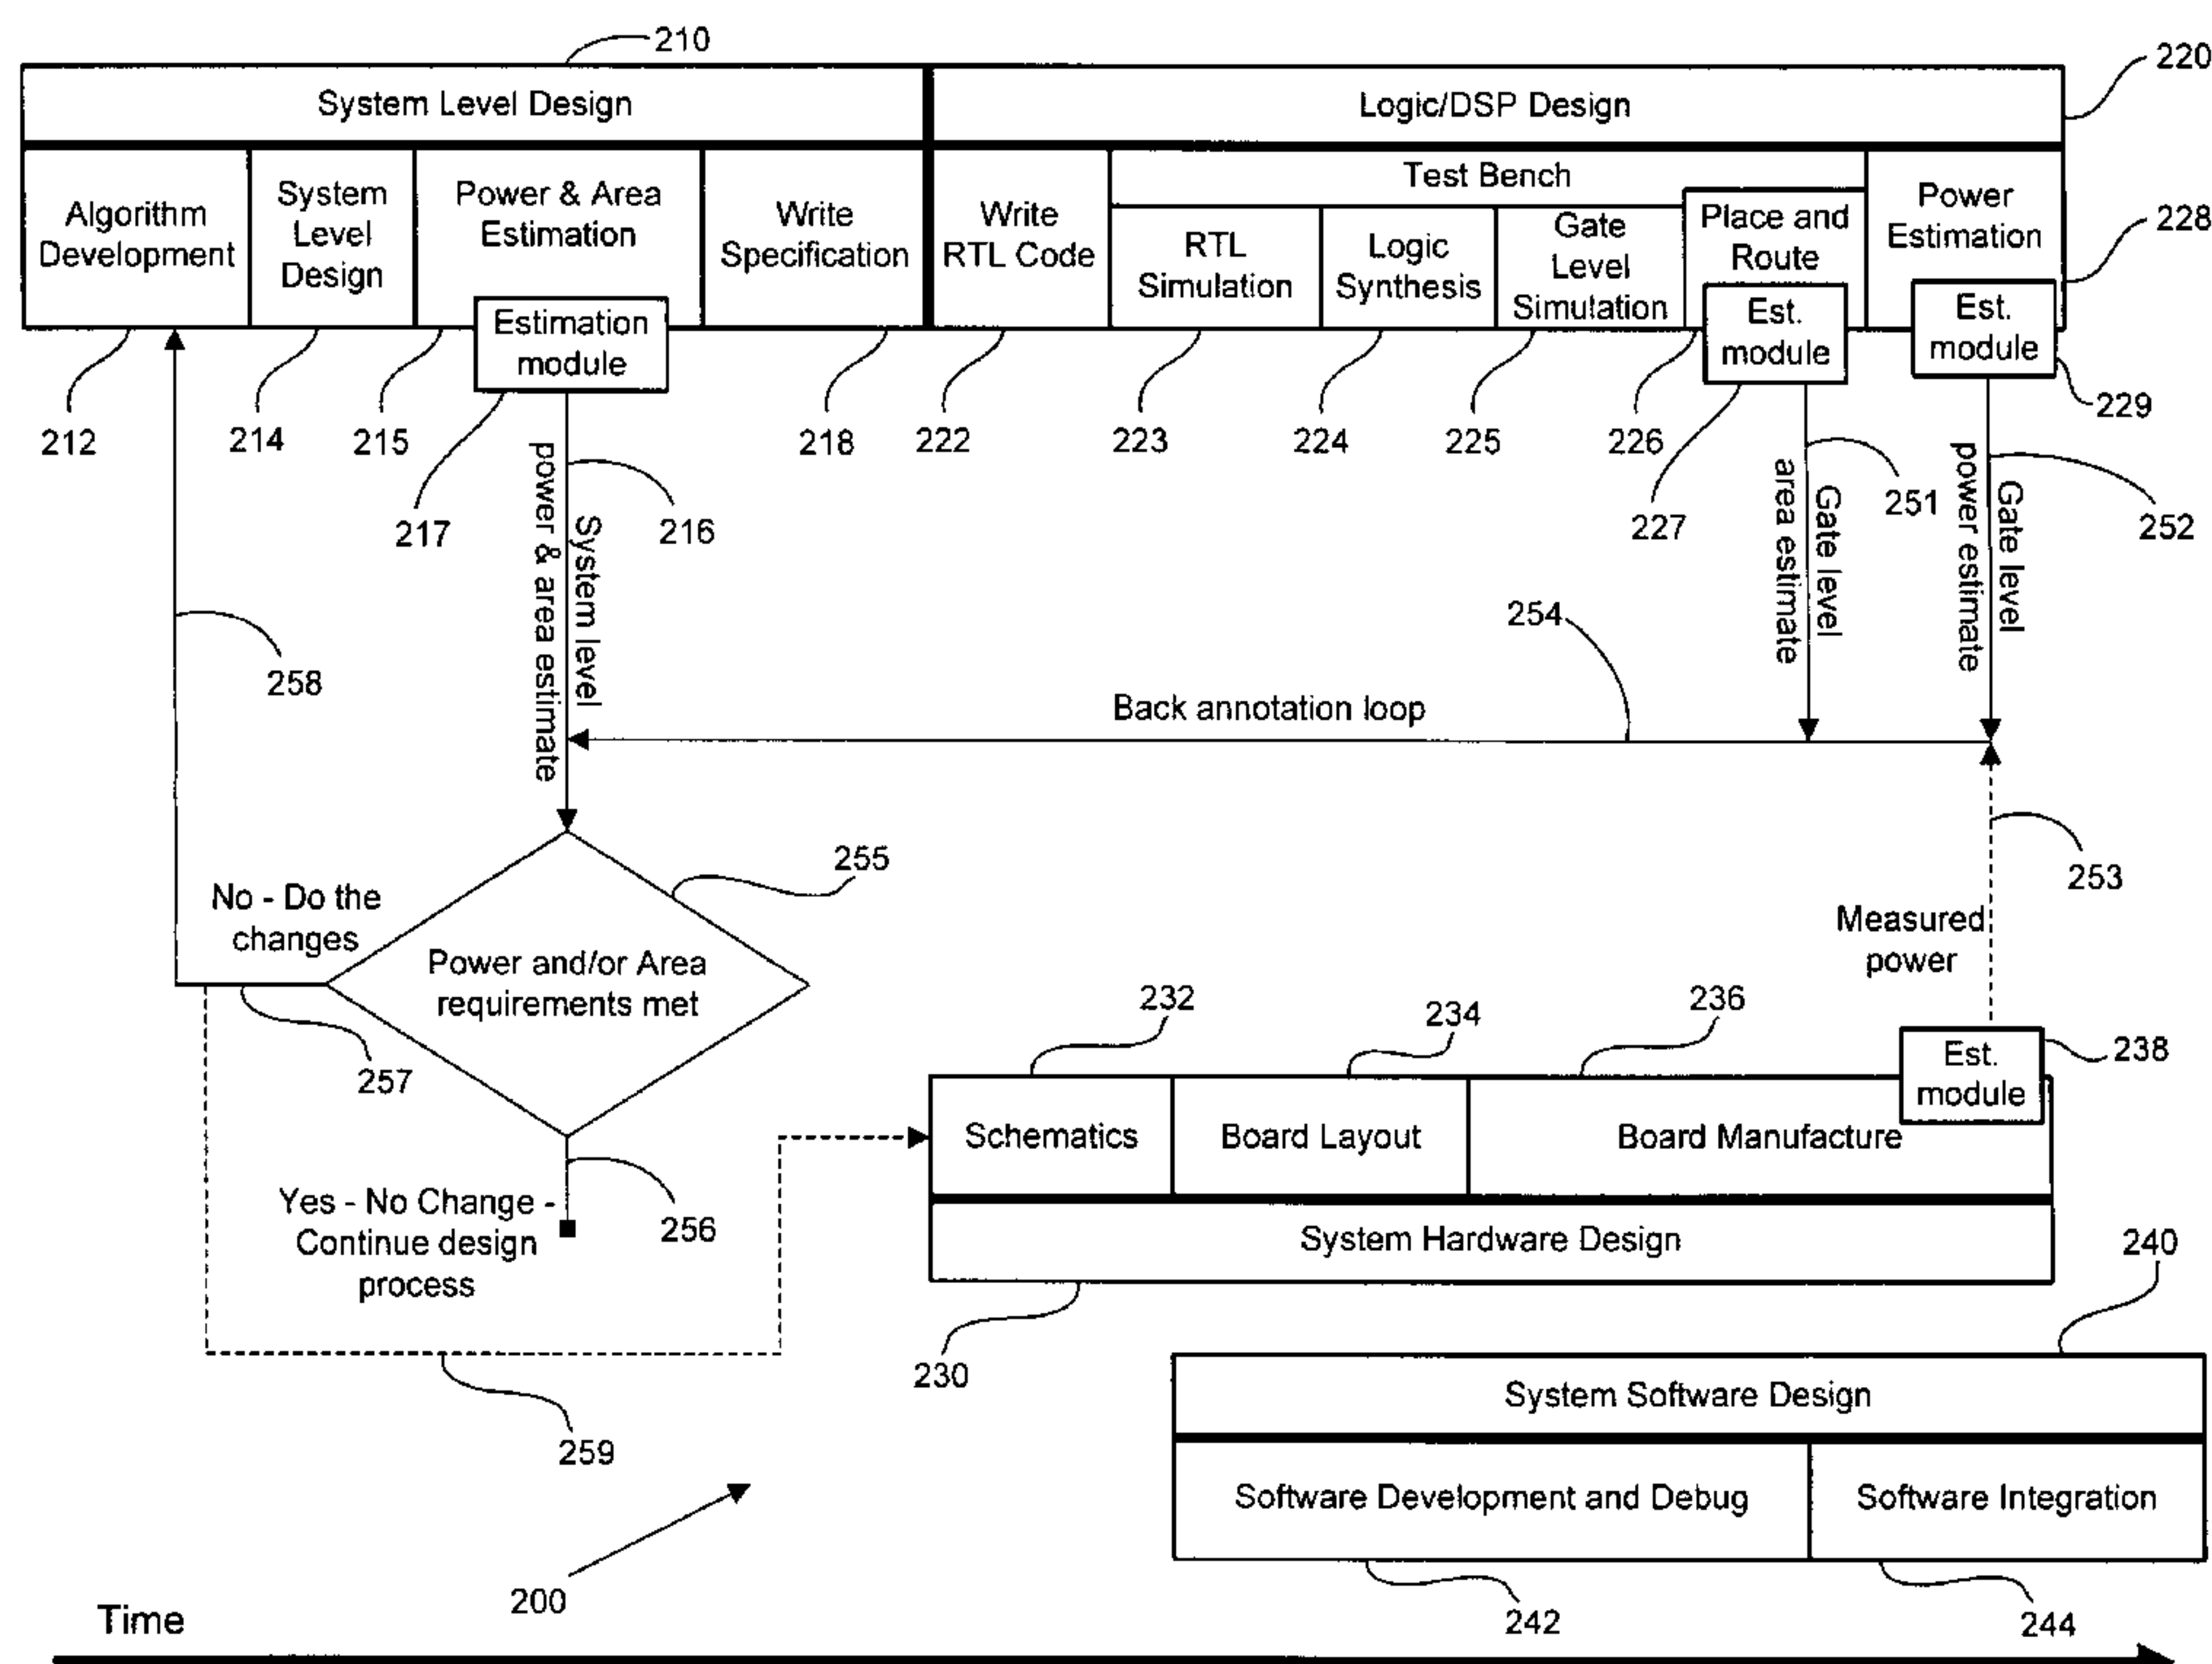 210
220
System Level Design
Logic/DSP Design
Algorithm
Development
System
Level
Design
Power & Area
Estimation
Write
Specification
Write
RTL Code
Test Bench
RTL
Simulation
Logic
Synthesis
Gate
Level
Simulation
Place and
Route
Power
Estimation
228
Estimation
module
Est.
module
Est.
module
229
212
214
215
217
216
218
222
223
224
225
226
227
251
252
System level
power & area estimate
Gate level
area estimate
Gate level
power estimate
258
254
Back annotation loop
255
253
No - Do the
changes
Power and/or Area
requirements met
257
Measured
power
232
234
236
238
Est.
module
Schematics
Board Layout
Board Manufacture
Yes - No Change -
Continue design
process
256
System Hardware Design
230
240
259
System Software Design
Software Development and Debug
Software Integration
200
242
244
Time